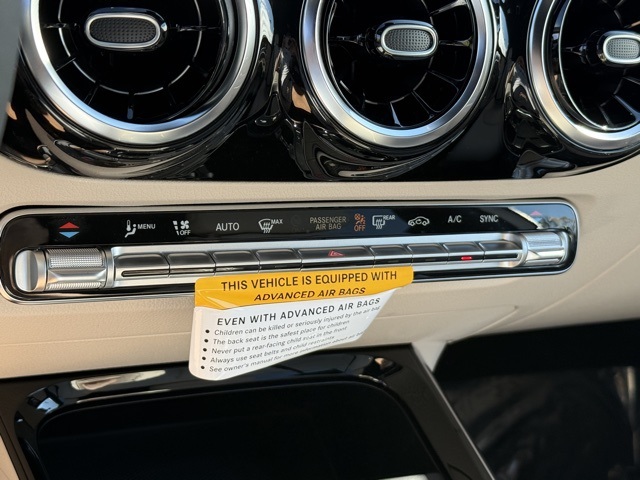 MENU
OFF
AUTO
MAX
PASSENGER
AIR BAG
OFF
REAR
A/C
SYNC
THIS VEHICLE IS EQUIPPED WITH
ADVANCED AIR BAGS
EVEN WITH ADVANCED AIR BAGS
• Children can be killed or seriously injured by the air bag
• The back seat is the safest place for children
• Never put a rear-facing child seat in the front
• Always use seat belts and child restraints
• See owner's manual for more information about air